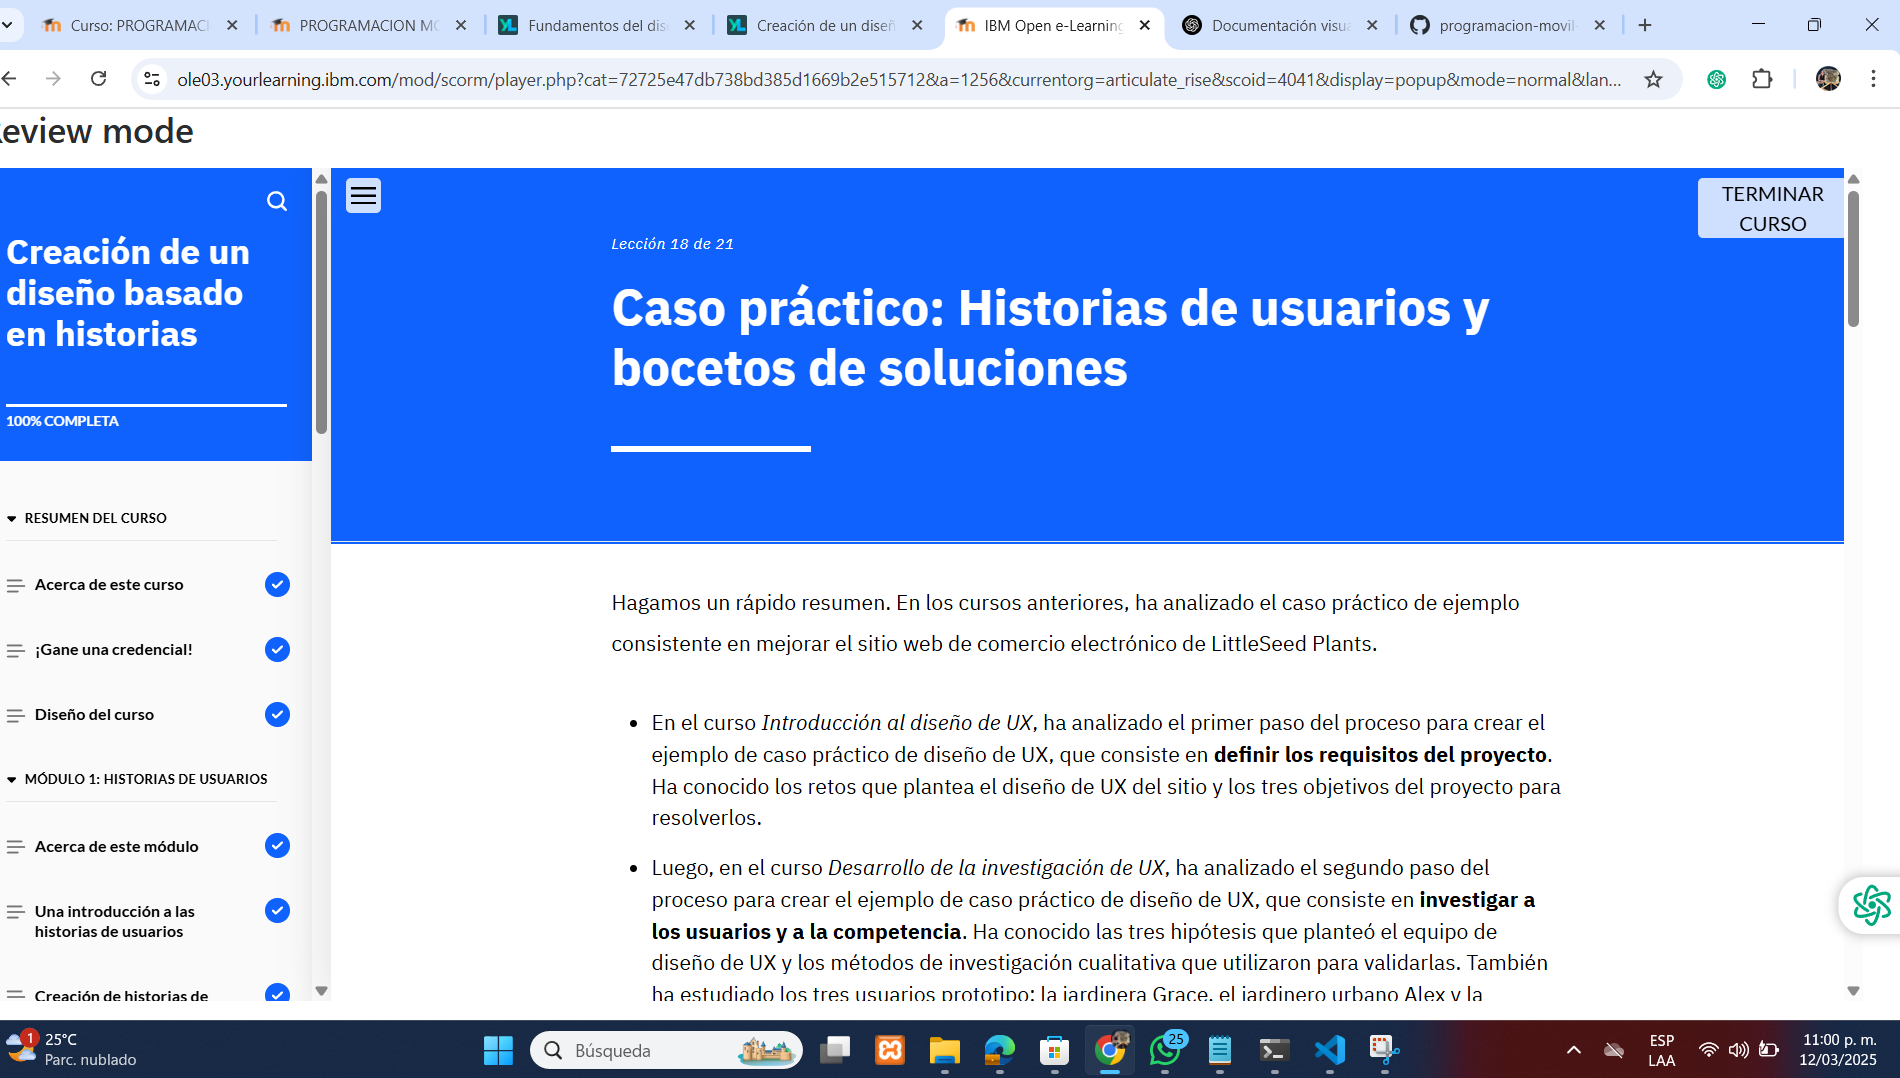 Curso: PROGRAMACI
PROGRAMACION MO
Fundamentos del dis
Creación de un diseñ
IBM Open e-Learning
Documentación visua
programacion-movil-
ole03.yourlearning.ibm.com/mod/scorm/player.php?cat=72725e47db738bd385d1669b2e515712&a=1256&currentorg=articulate_rise&scoid=4041&display=popup&mode=normal&lan...
eview mode
Creación de un
diseño basado
en historias
100% COMPLETA
RESUMEN DEL CURSO
Acerca de este curso
¡Gane una credencial!
Diseño del curso
MÓDULO 1: HISTORIAS DE USUARIOS
Acerca de este módulo
Una introducción a las
historias de usuarios
Creación de historias de
TERMINAR
CURSO
Lección 18 de 21
Caso práctico: Historias de usuarios y
bocetos de soluciones
Hagamos un rápido resumen. En los cursos anteriores, ha analizado el caso práctico de ejemplo
consistente en mejorar el sitio web de comercio electrónico de LittleSeed Plants.
• En el curso Introducción al diseño de UX, ha analizado el primer paso del proceso para crear el
ejemplo de caso práctico de diseño de UX, que consiste en definir los requisitos del proyecto.
Ha conocido los retos que plantea el diseño de UX del sitio y los tres objetivos del proyecto para
resolverlos.
• Luego, en el curso Desarrollo de la investigación de UX, ha analizado el segundo paso del
proceso para crear el ejemplo de caso práctico de diseño de UX, que consiste en investigar a
los usuarios y a la competencia. Ha conocido las tres hipótesis que planteó el equipo de
diseño de UX y los métodos de investigación cualitativa que utilizaron para validarlas. También
ha estudiado los tres usuarios prototipo: la jardinera Grace, el jardinero urbano Alex y la
1
25°C
Parc. nublado
Búsqueda
25
ESP
LAA
11:00 p. m.
12/03/2025